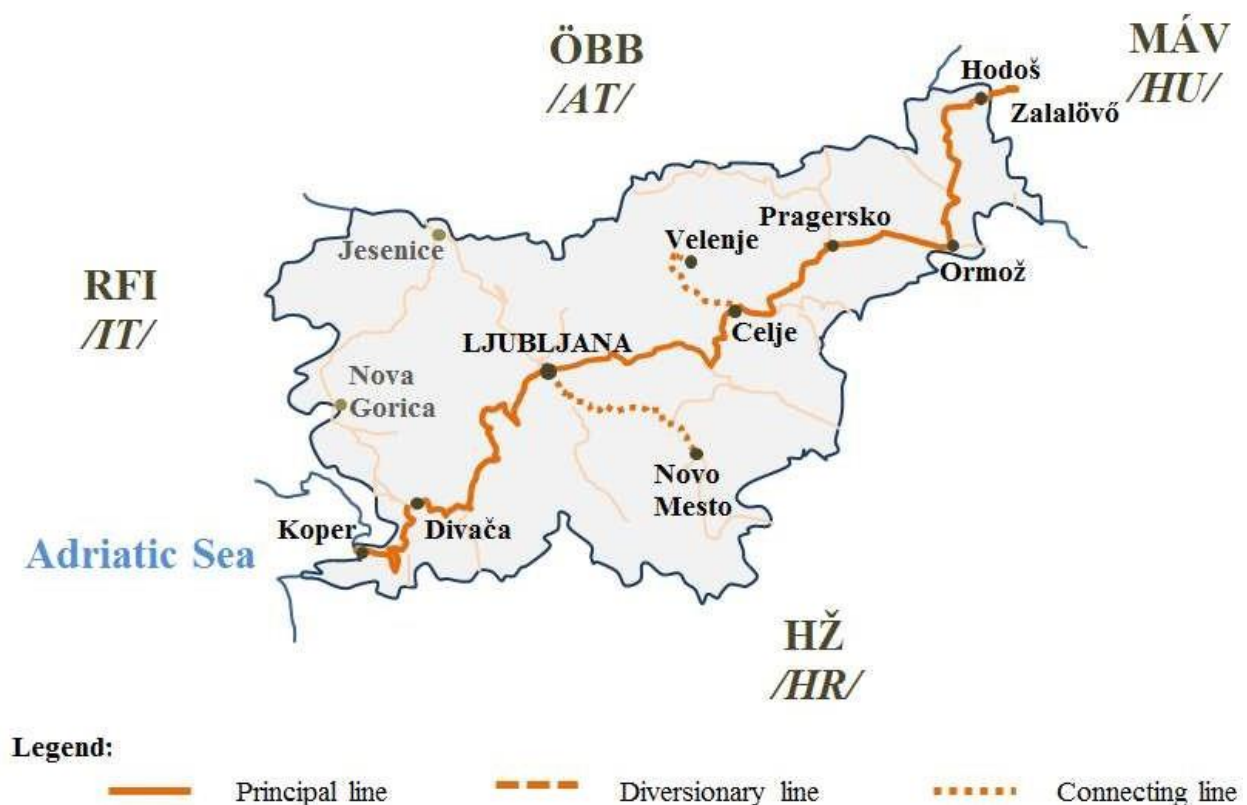 ÖBB
/AT/
MÁV
/HU/
Hodoš
Zalalövő
Pragersko
Velenje
Ormož
Jesenice
RFI
/IT/
Celje
LJUBLJANA
Nova
Gorica
Novo
Mesto
Koper
Divača
Adriatic Sea
HŽ
/HR/
Legend:
Principal line
Diversionary line
Connecting line